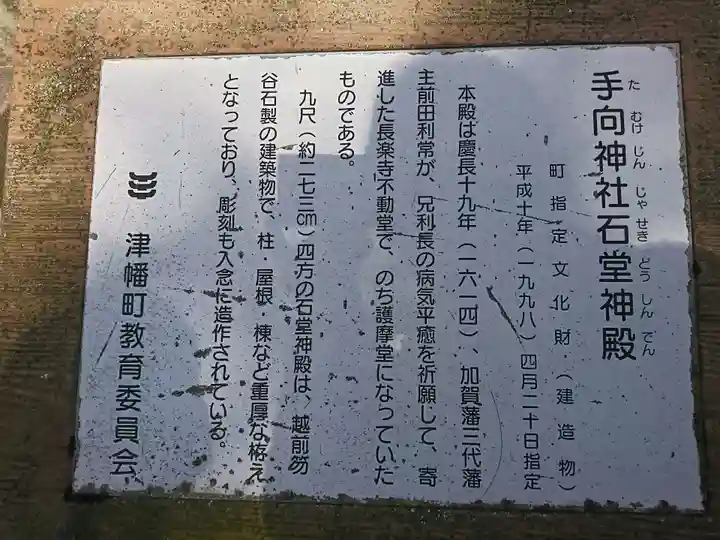 手向神社石堂神殿
た むけ じん じゃ せき どう しん でん
町指定文化財(建造物)
平成十年(一九九八)四月二十日指定
本殿は慶長十九年(一六一四)、加賀藩三代藩
主前田利常が、兄利長の病気平癒を祈願して、寄
進した長楽寺不動堂で、のち護摩堂になっていた
ものである。
九尺(約二七三cm)四方の石堂神殿は、越前笏
谷石製の建築物で、柱・屋根・棟など重厚な構え
となっており、彫刻も入念に造作されている。
津幡町教育委員会